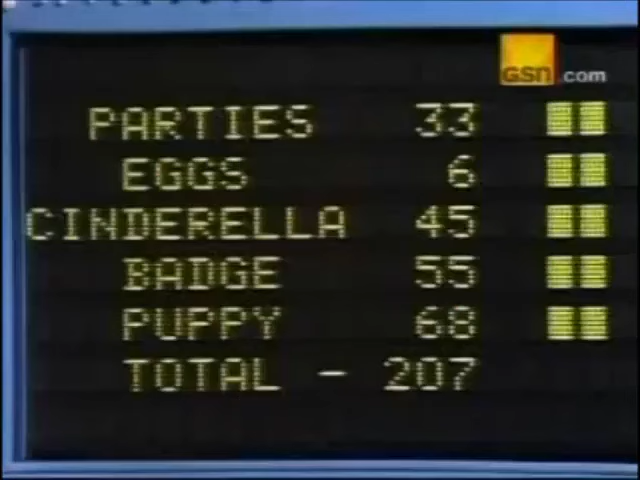 GSN.com
PARTIES 33
EGGS 6
CINDERELLA 45
BADGE 55
PUPPY 68
TOTAL - 207